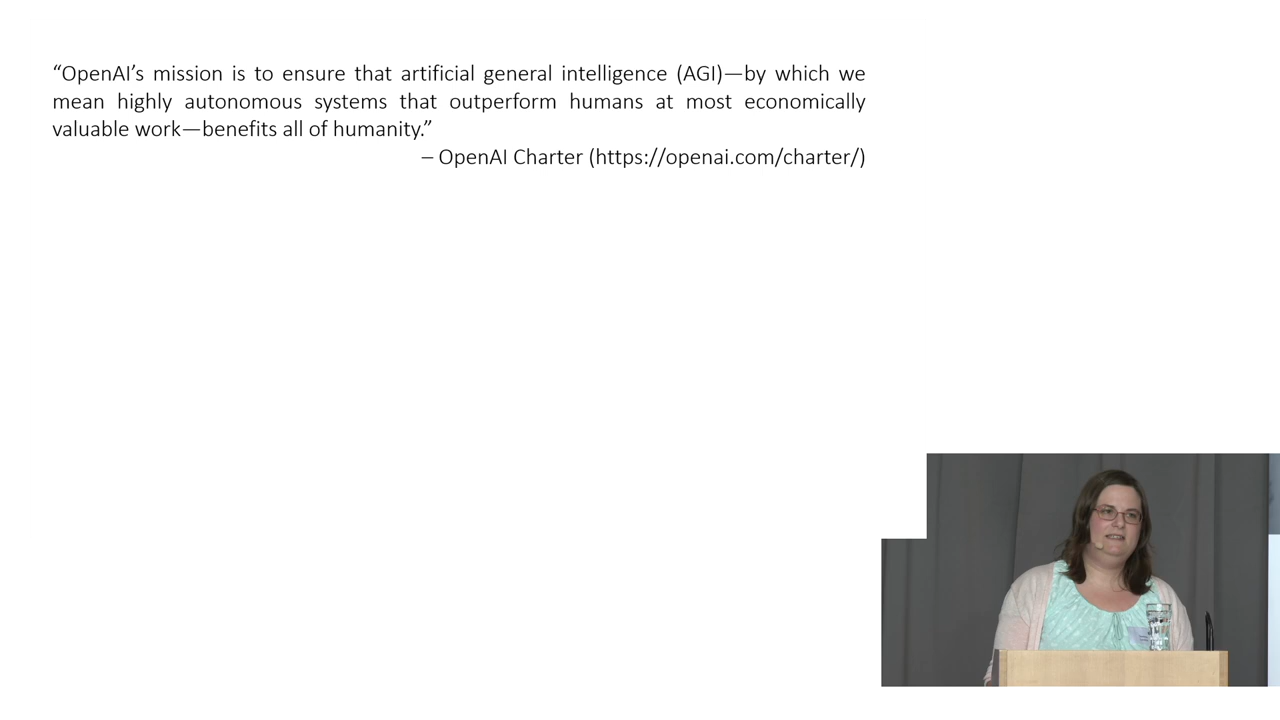 “OpenAI’s mission is to ensure that artificial general intelligence (AGI)—by which we
mean highly autonomous systems that outperform humans at most economically
valuable work—benefits all of humanity.”
– OpenAI Charter (https://openai.com/charter/)